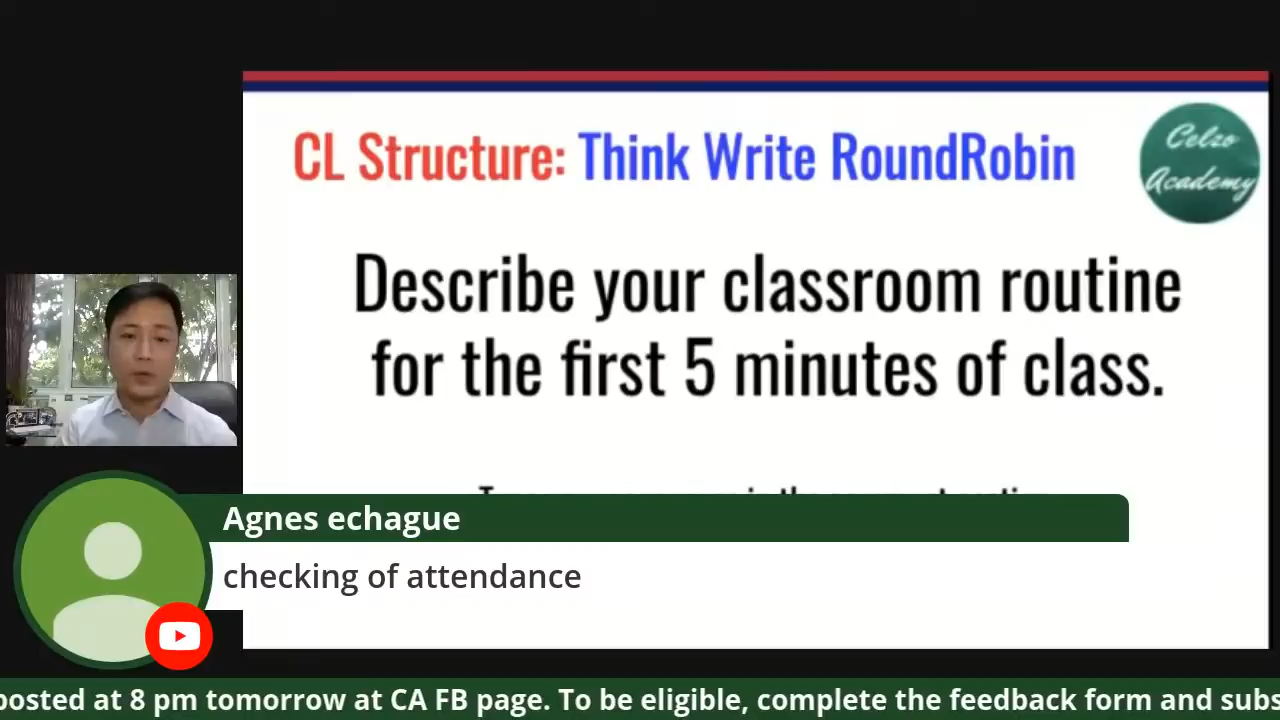 CL Structure: Think Write RoundRobin
Celzo
Academy
Describe your classroom routine
for the first 5 minutes of class.
Agnes echague
checking of attendance
posted at 8 pm tomorrow at CA FB page. To be eligible, complete the feedback form and subs